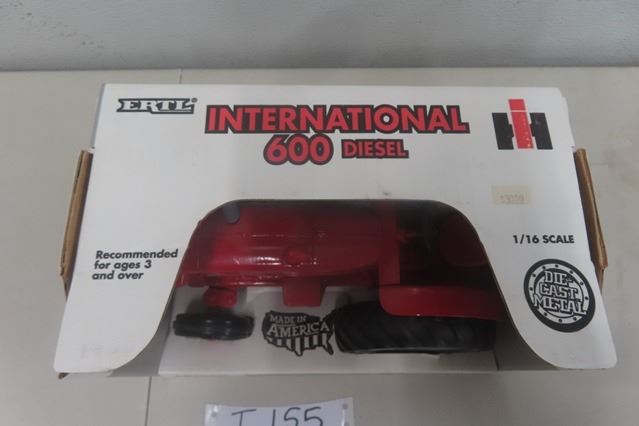 ERTL®
INTERNATIONAL
600 DIESEL
1/16 SCALE
Recommended
for ages 3
and over
DIE-
CAST
METAL
MADE IN
AMERICA
T 155